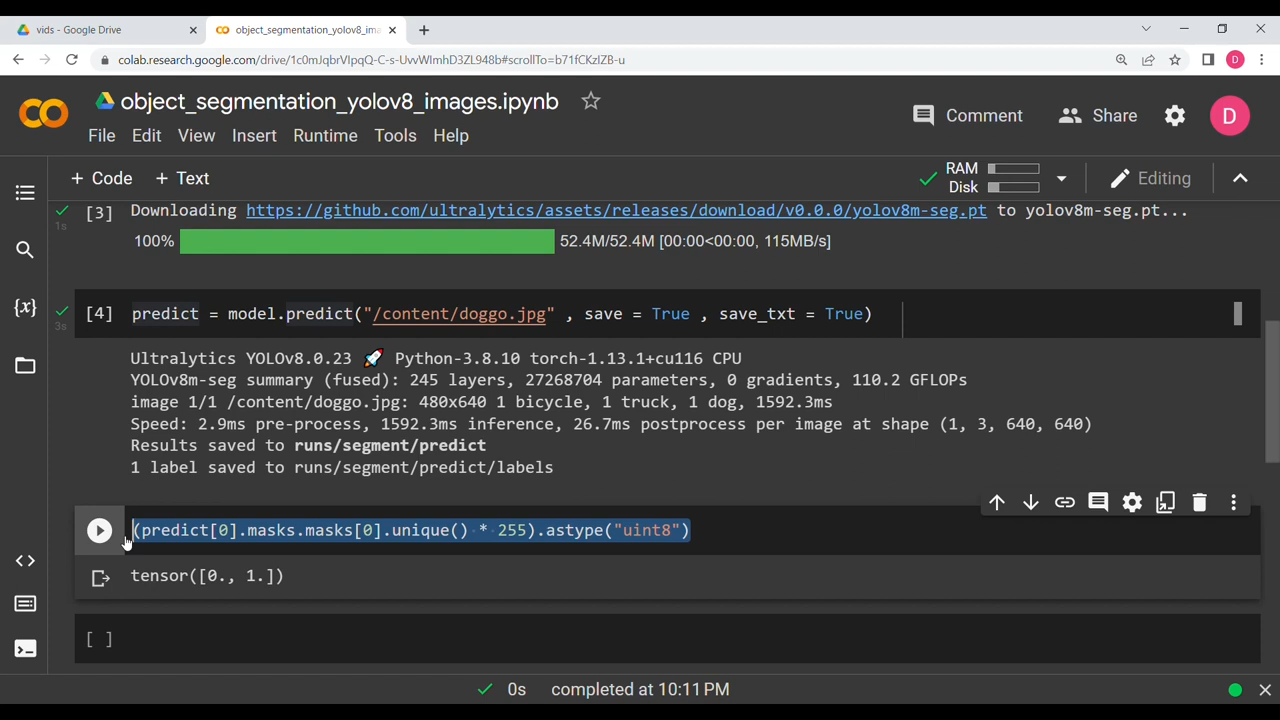 vids - Google Drive
object_segmentation_yolov8_ima
colab.research.google.com/drive/1c0mJqbrVIpqQ-C-s-UvvWlmhD3ZL948b#scrollTo=b71fCKzIZB-u
D
object_segmentation_yolov8_images.ipynb
File Edit View Insert Runtime Tools Help
Comment
Share
D
+ Code + Text
RAM
Disk
Editing
1s
[3] Downloading https://github.com/ultralytics/assets/releases/download/v0.0.0/yolov8m-seg.pt to yolov8m-seg.pt...
100% 52.4M/52.4M [00:00<00:00, 115MB/s]
3s
[4] predict = model.predict("/content/doggo.jpg" , save = True , save_txt = True)
Ultralytics YOLOv8.0.23 🚀 Python-3.8.10 torch-1.13.1+cu116 CPU
YOLOv8m-seg summary (fused): 245 layers, 27268704 parameters, 0 gradients, 110.2 GFLOPs
image 1/1 /content/doggo.jpg: 480x640 1 bicycle, 1 truck, 1 dog, 1592.3ms
Speed: 2.9ms pre-process, 1592.3ms inference, 26.7ms postprocess per image at shape (1, 3, 640, 640)
Results saved to runs/segment/predict
1 label saved to runs/segment/predict/labels
(predict[0].masks.masks[0].unique() * 255).astype("uint8")
tensor([0., 1.])
[ ]
0s completed at 10:11 PM